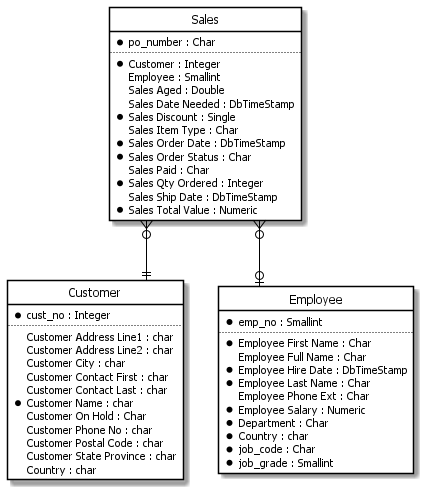 Sales
po_number : Char
Customer : Integer
Employee : Smallint
Sales Aged : Double
Sales Date Needed : DbTimeStamp
Sales Discount : Single
Sales Item Type : Char
Sales Order Date : DbTimeStamp
Sales Order Status : Char
Sales Paid : Char
Sales Qty Ordered : Integer
Sales Ship Date : DbTimeStamp
Sales Total Value : Numeric
Customer
cust_no : Integer
Customer Address Line1 : char
Customer Address Line2 : char
Customer City : char
Customer Contact First : char
Customer Contact Last : char
Customer Name : char
Customer On Hold : Char
Customer Phone No : char
Customer Postal Code : char
Customer State Province : char
Country : char
Employee
emp_no : Smallint
Employee First Name : Char
Employee Full Name : Char
Employee Hire Date : DbTimeStamp
Employee Last Name : Char
Employee Phone Ext : Char
Employee Salary : Numeric
Department : Char
Country : char
job_code : Char
job_grade : Smallint